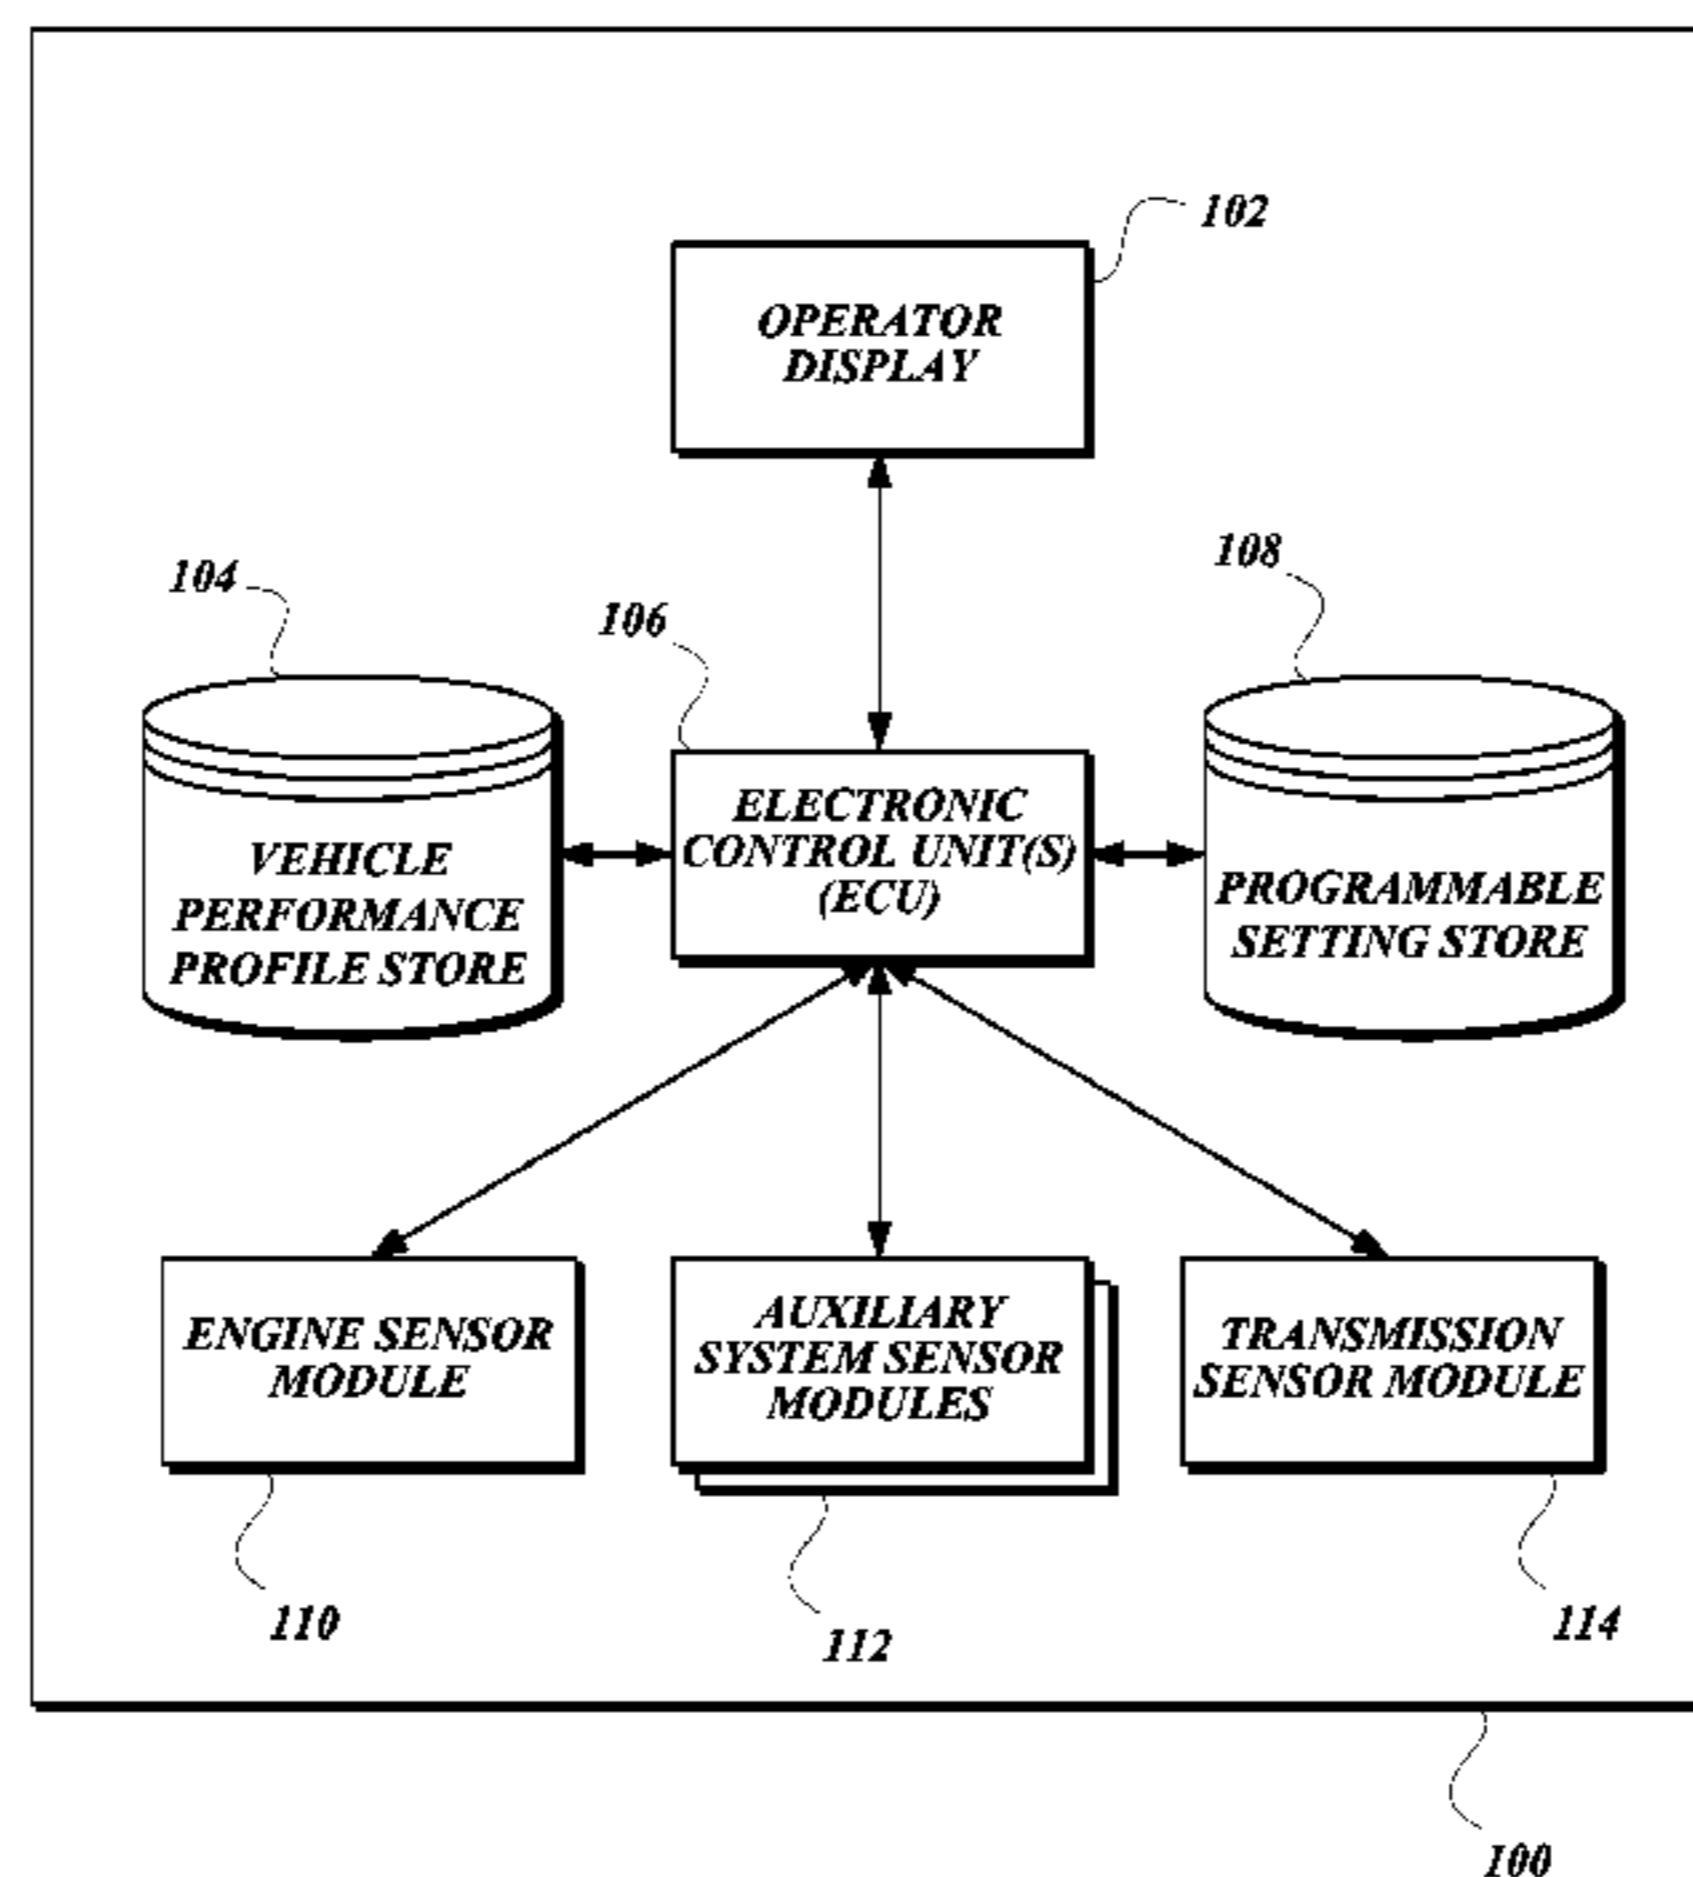 102
OPERATOR
DISPLAY
104
106
108
VEHICLE
PERFORMANCE
PROFILE STORE
ELECTRONIC
CONTROL UNIT(S)
(ECU)
PROGRAMMABLE
SETTING STORE
ENGINE SENSOR
MODULE
AUXILIARY
SYSTEM SENSOR
MODULES
TRANSMISSION
SENSOR MODULE
110
112
114
100